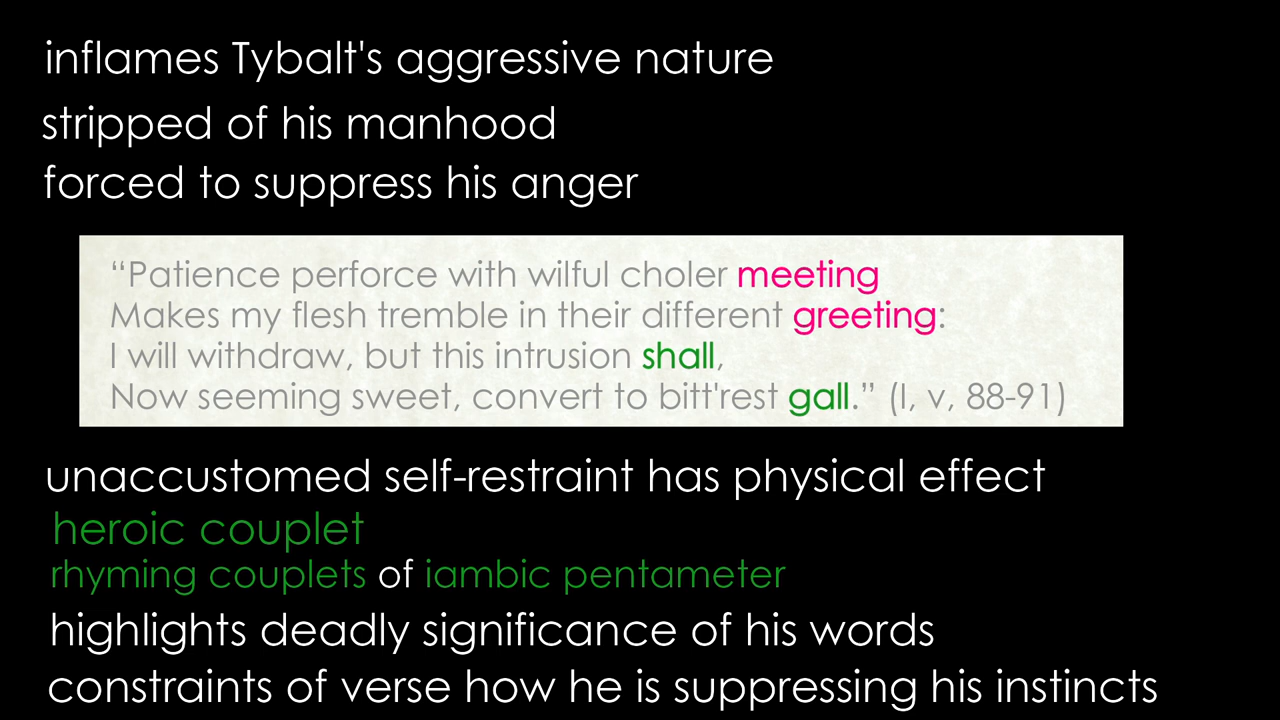 inflames Tybalt's aggressive nature
stripped of his manhood
forced to suppress his anger
“Patience perforce with wilful choler meeting
Makes my flesh tremble in their different greeting:
I will withdraw, but this intrusion shall,
Now seeming sweet, convert to bitt'rest gall.” (I, v, 88-91)
unaccustomed self-restraint has physical effect
heroic couplet
rhyming couplets of iambic pentameter
highlights deadly significance of his words
constraints of verse how he is suppressing his instincts